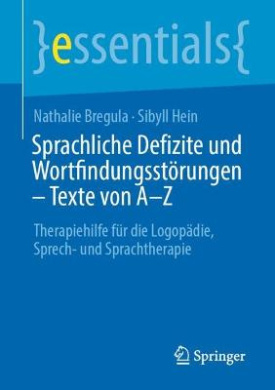 }essentials{
Nathalie Bregula · Sibyll Hein
Sprachliche Defizite und
Wortfindungsstörungen
– Texte von A–Z
Therapiehilfe für die Logopädie,
Sprech- und Sprachtherapie
Springer